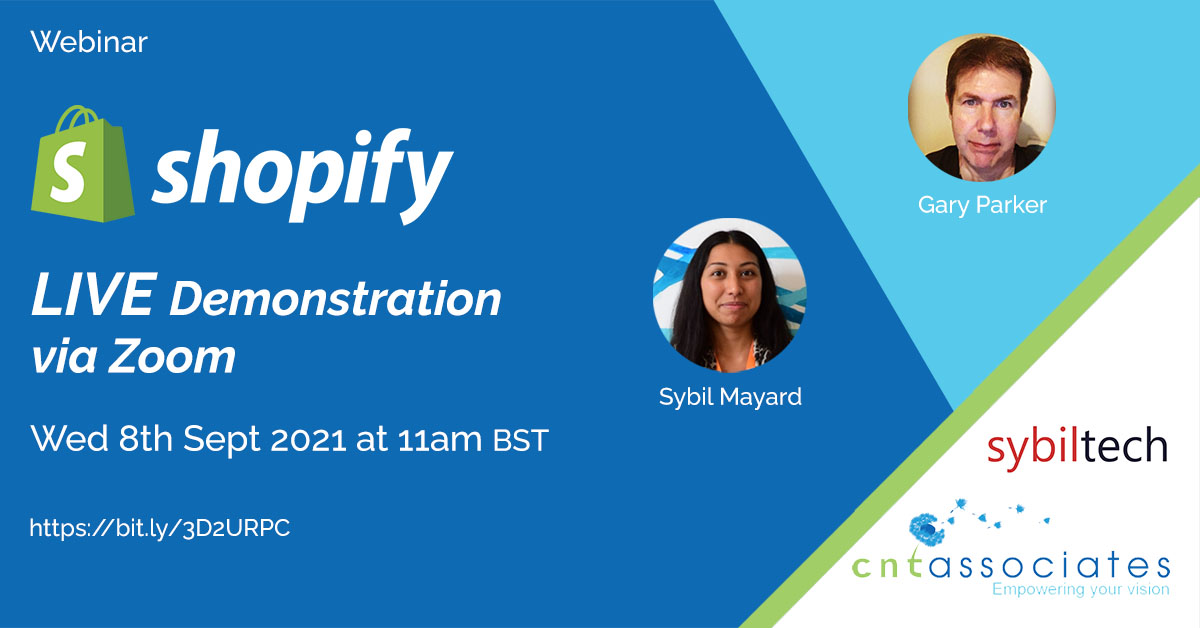 Webinar
shopify
LIVE Demonstration
via Zoom
Wed 8th Sept 2021 at 11am BST
https://bit.ly/3D2URPC
Gary Parker
Sybil Mayard
sybiltech
cntassociates
Empowering your vision